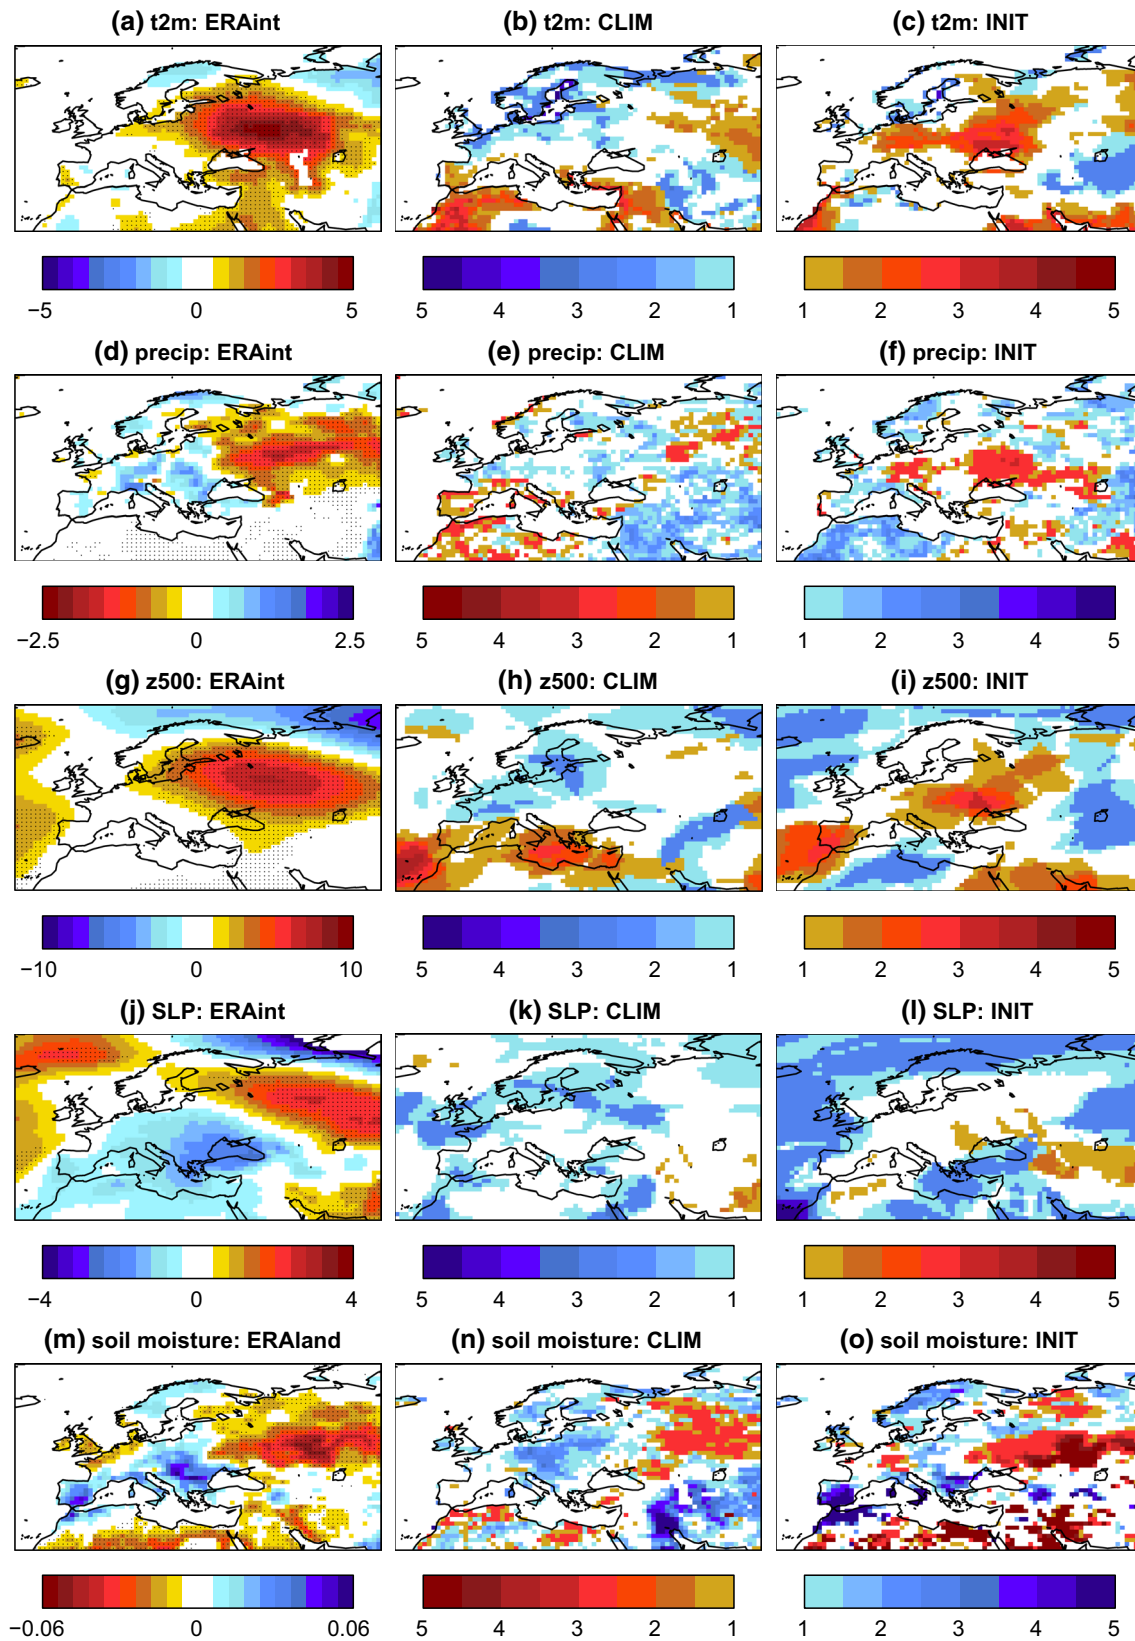 (a) t2m: ERAint
(b) t2m: CLIM
(c) t2m: INIT
−5 0 5
5 4 3 2 1
1 2 3 4 5
(d) precip: ERAint
(e) precip: CLIM
(f) precip: INIT
−2.5 0 2.5
5 4 3 2 1
1 2 3 4 5
(g) z500: ERAint
(h) z500: CLIM
(i) z500: INIT
−10 0 10
5 4 3 2 1
1 2 3 4 5
(j) SLP: ERAint
(k) SLP: CLIM
(l) SLP: INIT
−4 0 4
5 4 3 2 1
1 2 3 4 5
(m) soil moisture: ERAland
(n) soil moisture: CLIM
(o) soil moisture: INIT
-0.06 0 0.06
5 4 3 2 1
1 2 3 4 5